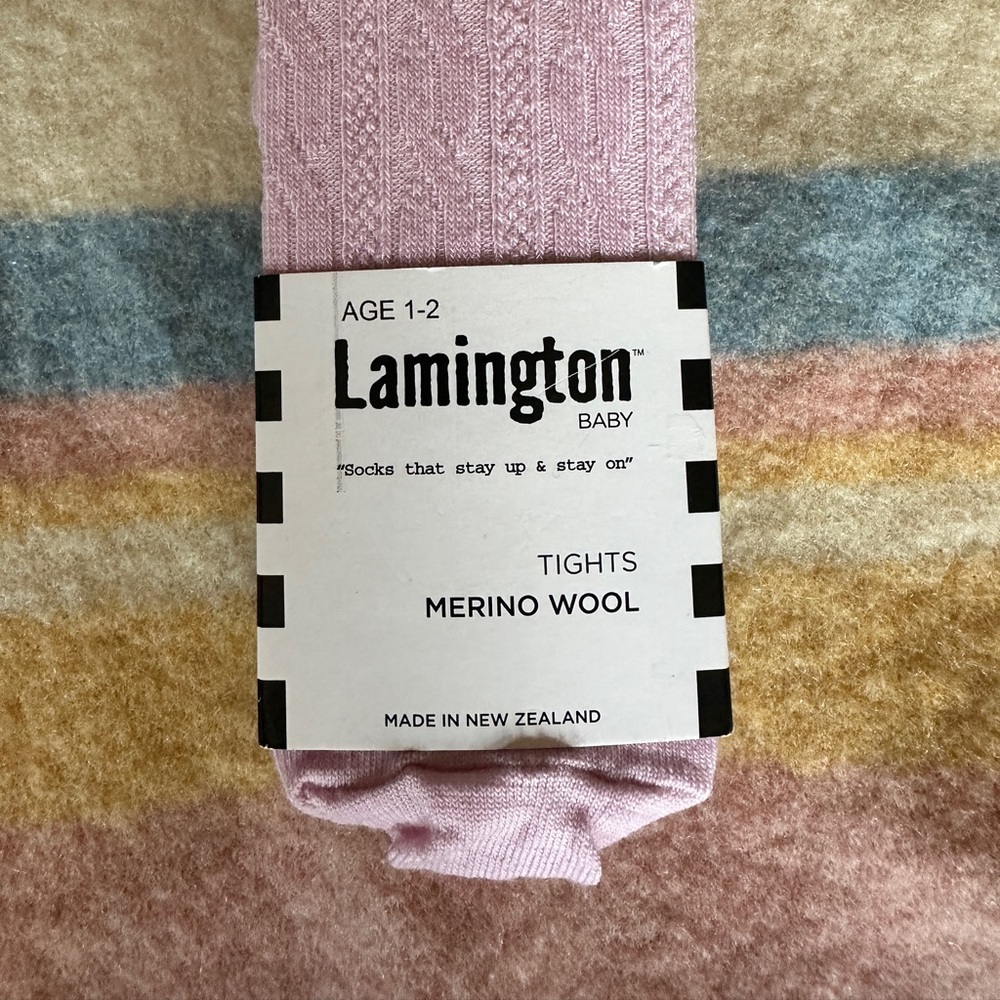 AGE 1-2
Lamington™
BABY
"Socks that stay up & stay on"
TIGHTS
MERINO WOOL
MADE IN NEW ZEALAND